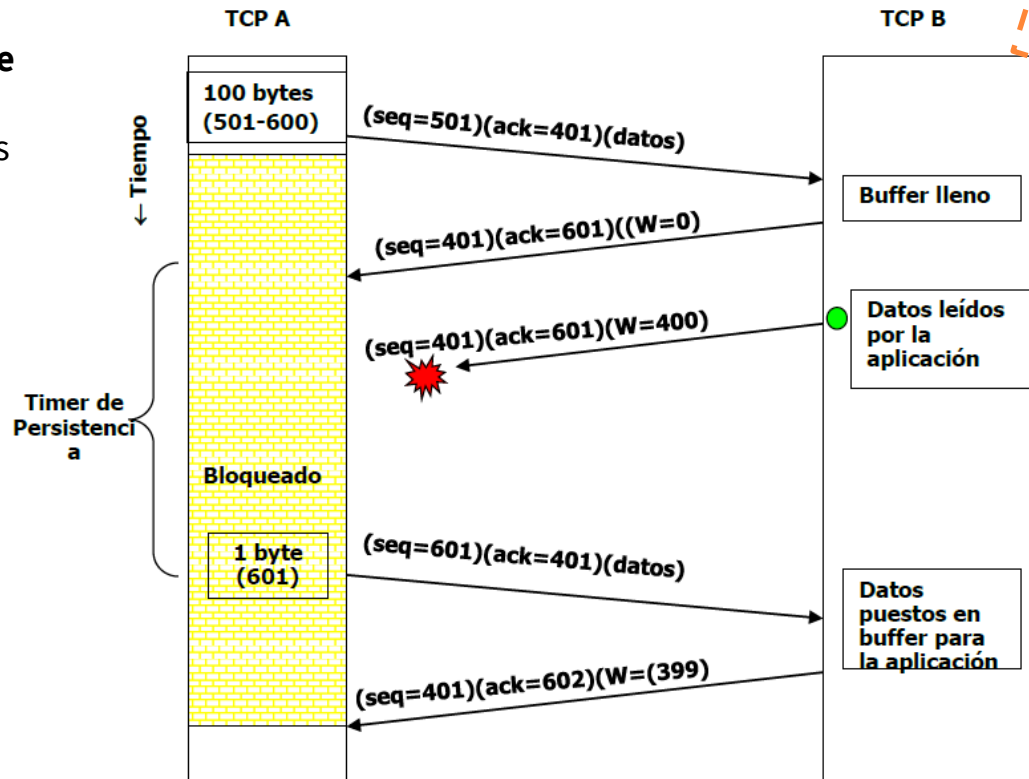 TCP A
TCP B
e
s
100 bytes
(501-600)
← Tiempo
(seq=501)(ack=401)(datos)
Buffer lleno
(seq=401)(ack=601)((W=0)
Datos leídos
por la
aplicación
(seq=401)(ack=601)(W=400)
Timer de
Persistenci
a
Bloqueado
1 byte
(601)
(seq=601)(ack=401)(datos)
Datos
puestos en
buffer para
la aplicación
(seq=401)(ack=602)(W=(399)